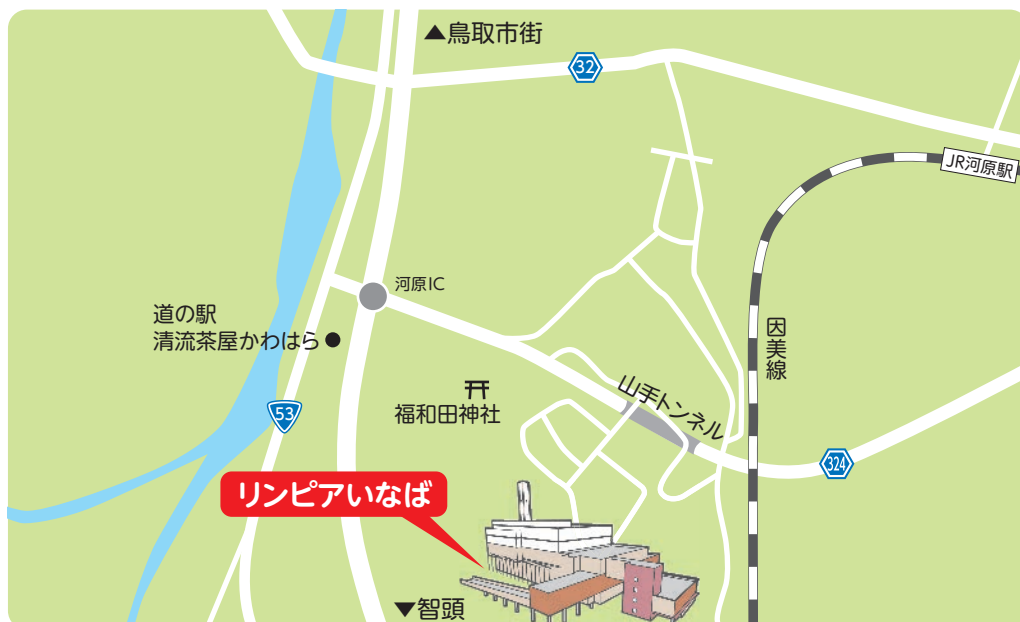 ▲鳥取市街
32
JR河原駅
河原IC
道の駅
清流茶屋かわはら
因美線
山手トンネル
福和田神社
53
324
リンピアいなば
▼智頭